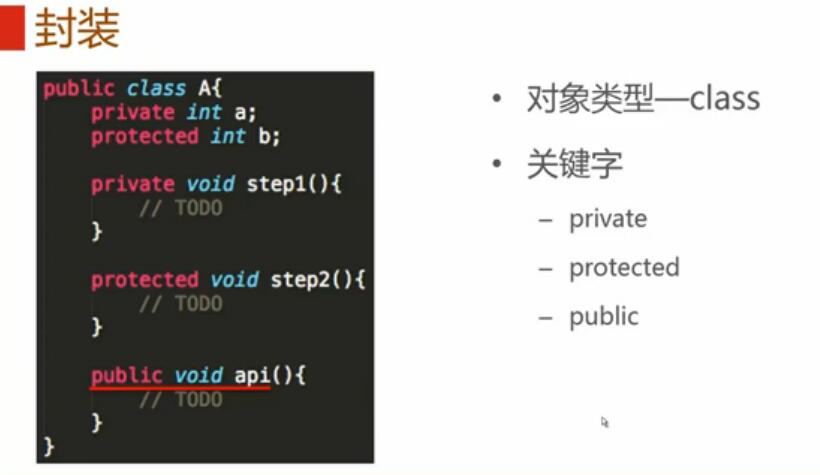 封装
public class A{
private int a;
protected int b;
private void step1(){
// TODO
}
protected void step2(){
// TODO
}
public void api(){
// TODO
}
}
• 对象类型—class
• 关键字
– private
– protected
– public